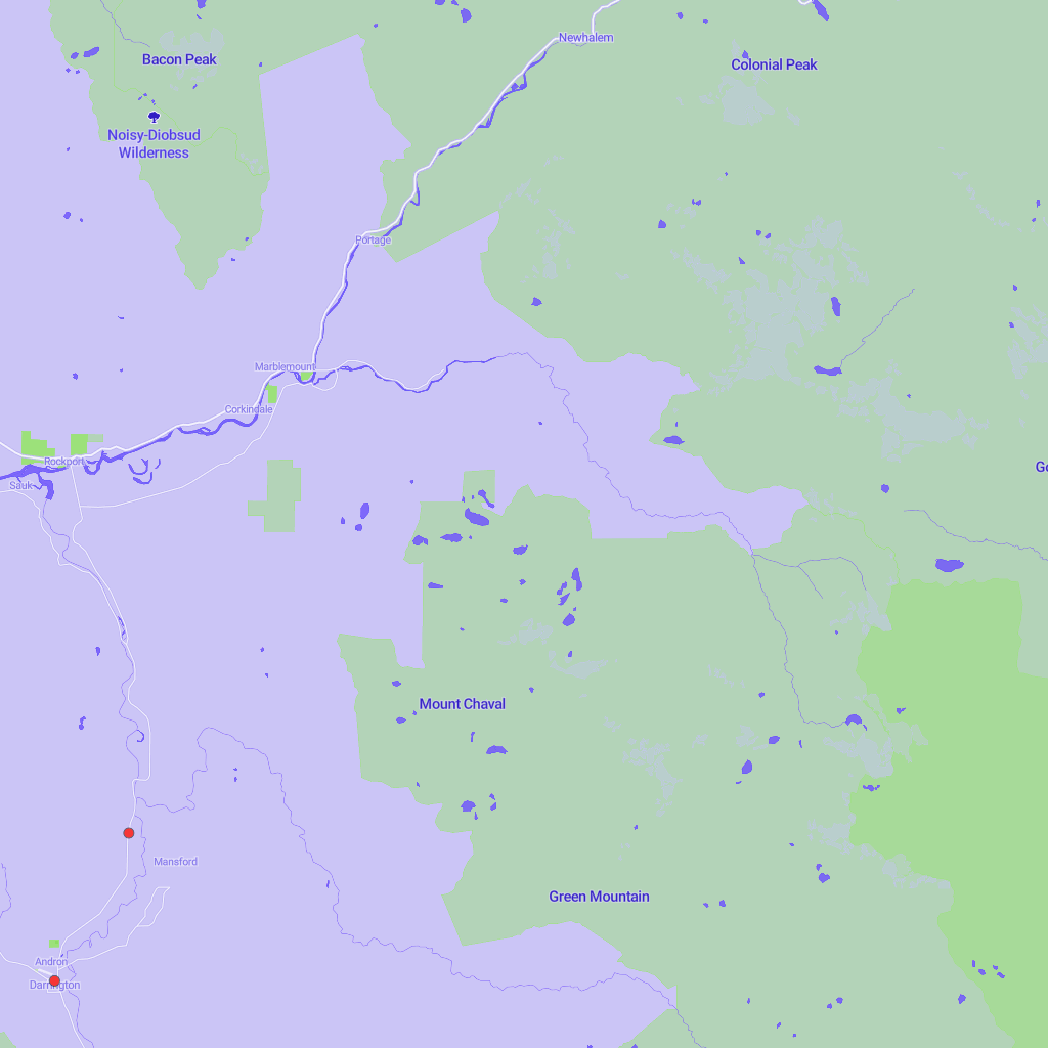 Newhalem
Bacon Peak
Colonial Peak
Noisy-Diobsud
Wilderness
Portage
Marblemount
Corkindale
Rockport
Sauk
Mount Chaval
Mansford
Green Mountain
Andron
Darrington